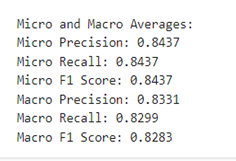 Micro and Macro Averages:
Micro Precision: 0.8437
Micro Recall: 0.8437
Micro F1 Score: 0.8437
Macro Precision: 0.8331
Macro Recall: 0.8299
Macro F1 Score: 0.8283